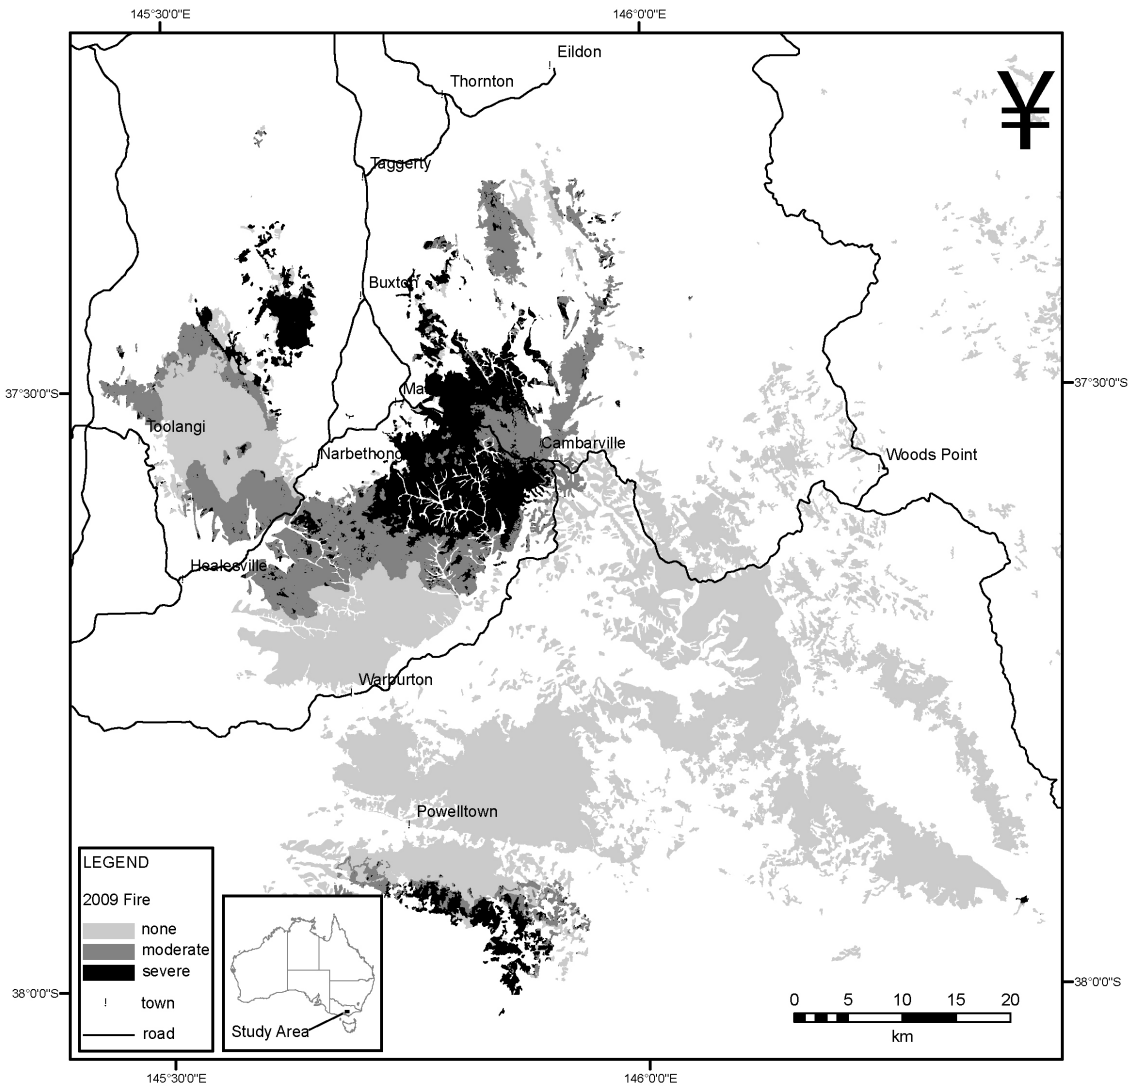 145°30'0"E
146°0'0"E
Eildon
Thornton
¥
Taggerty
Buxton
37°30'0"S
37°30'0"S
Ma
Toolangi
Cambarville
Narbethong
Woods Point
Healesville
Warburton
Powelltown
LEGEND
2009 Fire
none
moderate
severe
! town
road
Study Area
38°0'0"S
38°0'0"S
0 5 10 15 20
km
145°30'0"E
146°0'0"E